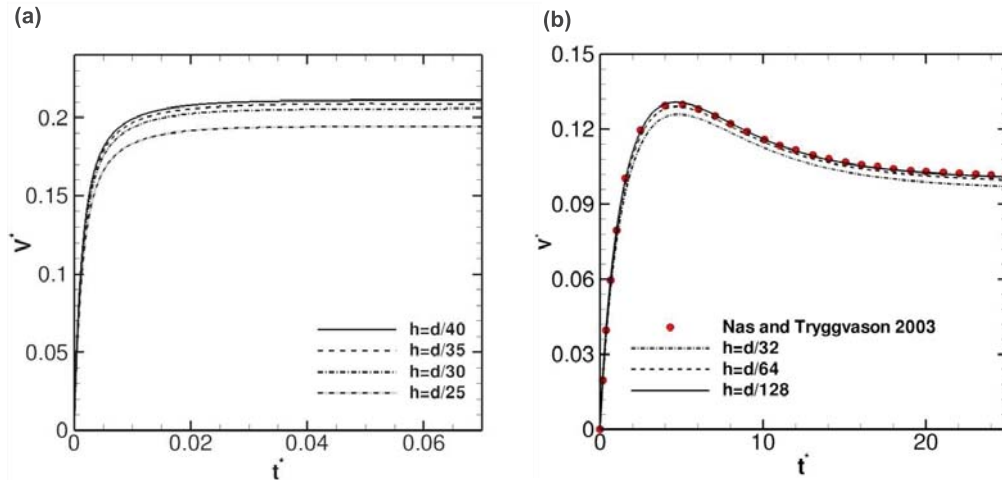 (a)
0.2
0.15
V*
0.1
0.05
0
0
0.02
0.04
0.06
t*
h=d/40
h=d/35
h=d/30
h=d/25
(b)
0.15
0.12
0.09
V*
0.06
0.03
0
0
10
20
t*
Nas and Tryggvason 2003
h=d/32
h=d/64
h=d/128